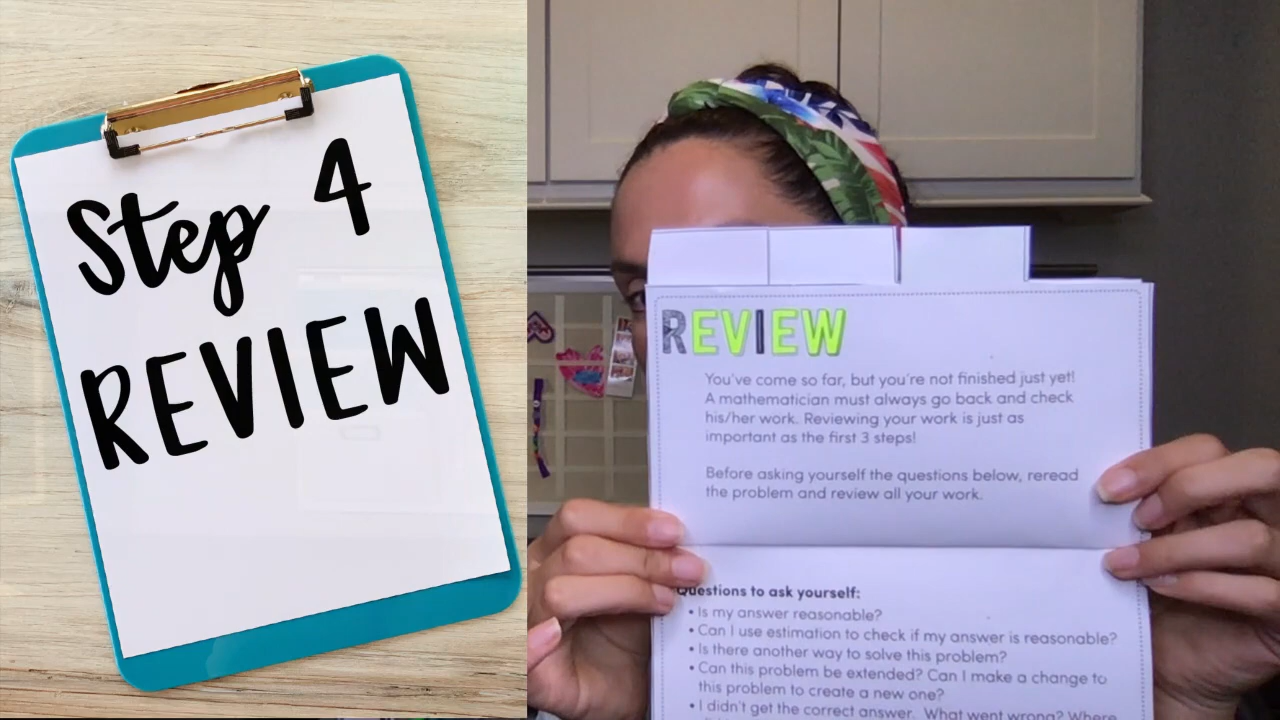 Step 4
REVIEW
REVIEW
You've come so far, but you're not finished just yet!
A mathematician must always go back and check
his/her work. Reviewing your work is just as
important as the first 3 steps!
Before asking yourself the questions below, reread
the problem and review all your work.
Questions to ask yourself:
• Is my answer reasonable?
• Can I use estimation to check if my answer is reasonable?
• Is there another way to solve this problem?
• Can this problem be extended? Can I make a change to
this problem to create a new one?
• I didn't get the correct answer. What went wrong? Where